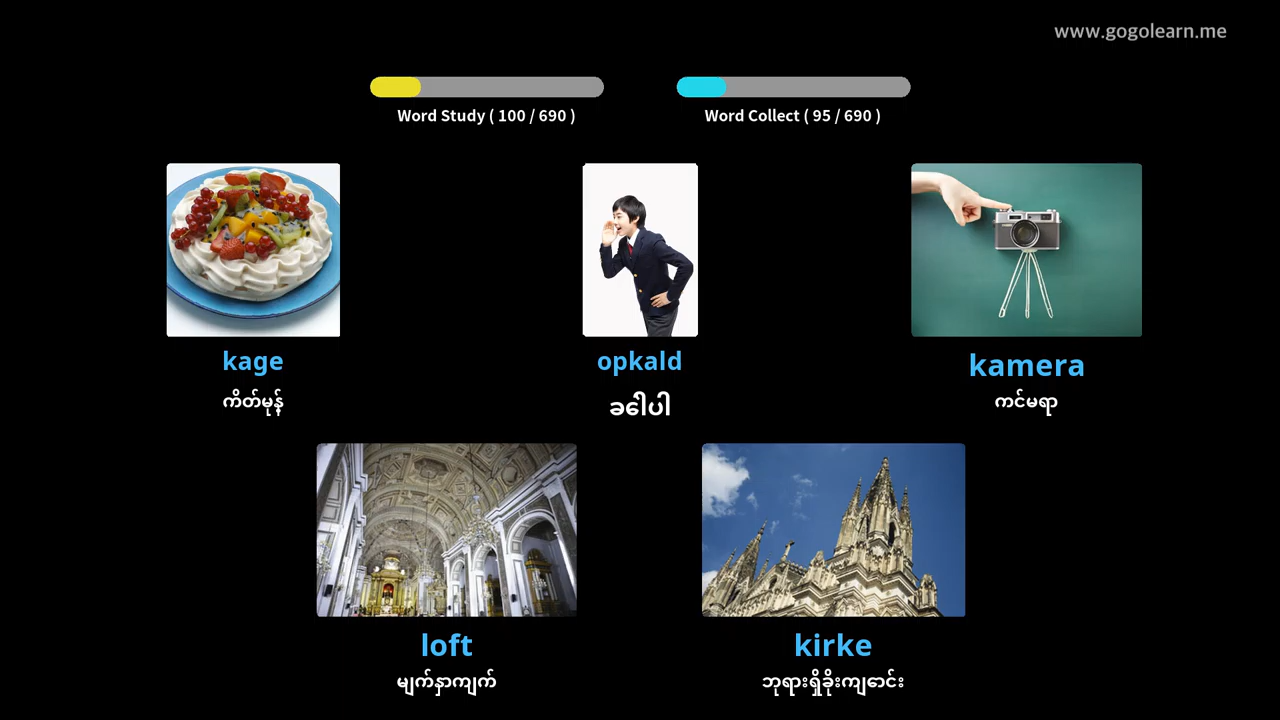 www.gogolearn.me
Word Study ( 100 / 690 )
Word Collect ( 95 / 690 )
kage
ကိတ်မုန့်
opkald
ခေါ်ပါ
kamera
ကင်မရာ
loft
မျက်နှာကျက်
kirke
ဘုရားရှိခိုးကျောင်း